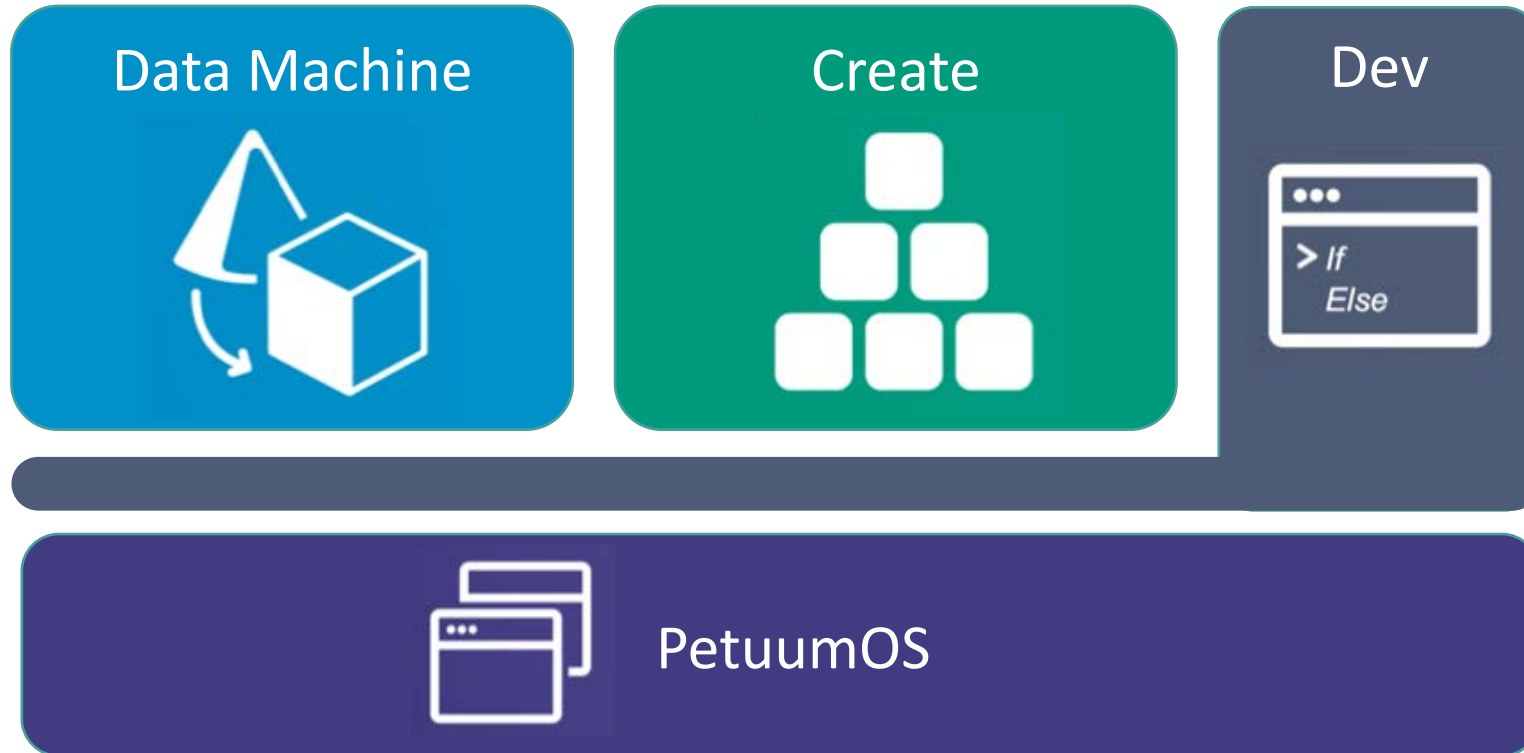 Data Machine
Create
Dev
> If
Else
PetuumOS